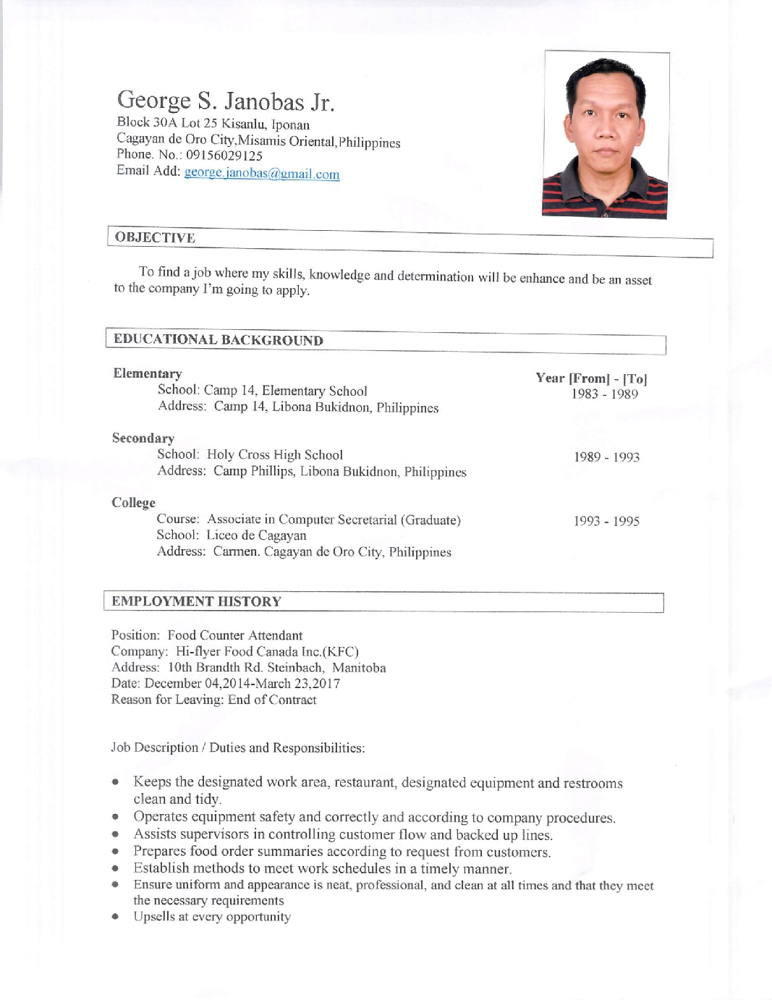 George S. Janobas Jr.
Block 30A Lot 25 Kisanlu, Iponan
Cagayan de Oro City,Misamis Oriental,Philippines
Phone. No.: 09156029125
Email Add: george.janobas@gmail.com
OBJECTIVE
To find a job where my skills, knowledge and determination will be enhance and be an asset
to the company I'm going to apply.
EDUCATIONAL BACKGROUND
Elementary Year [From] - [To]
School: Camp 14, Elementary School 1983 - 1989
Address: Camp 14, Libona Bukidnon, Philippines
Secondary
School: Holy Cross High School 1989 - 1993
Address: Camp Phillips, Libona Bukidnon, Philippines
College
Course: Associate in Computer Secretarial (Graduate) 1993 - 1995
School: Liceo de Cagayan
Address: Carmen. Cagayan de Oro City, Philippines
EMPLOYMENT HISTORY
Position: Food Counter Attendant
Company: Hi-flyer Food Canada Inc.(KFC)
Address: 10th Brandth Rd. Steinbach, Manitoba
Date: December 04,2014-March 23,2017
Reason for Leaving: End of Contract
Job Description / Duties and Responsibilities:
• Keeps the designated work area, restaurant, designated equipment and restrooms
clean and tidy.
• Operates equipment safety and correctly and according to company procedures.
• Assists supervisors in controlling customer flow and backed up lines.
• Prepares food order summaries according to request from customers.
• Establish methods to meet work schedules in a timely manner.
• Ensure uniform and appearance is neat, professional, and clean at all times and that they meet
the necessary requirements
• Upsells at every opportunity